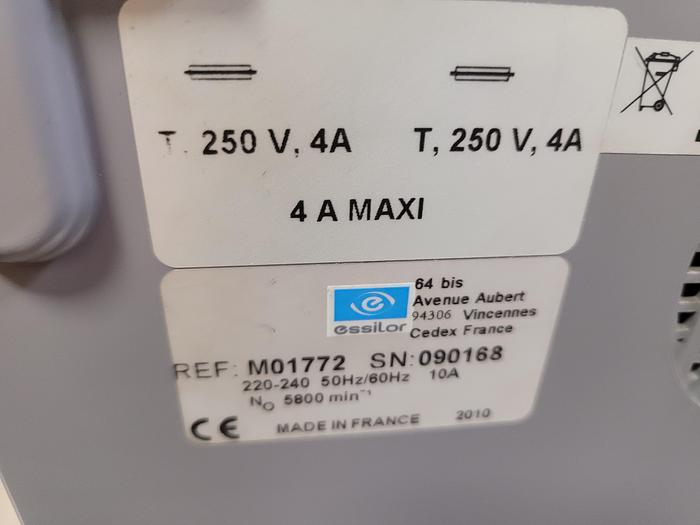 T. 250 V, 4A T, 250 V, 4A
4 A MAXI
essilor
64 bis
Avenue Aubert
94306 Vincennes
Cedex France
REF: M01772 SN:090168
220-240 50Hz/60Hz 10A
No 5800 min⁻¹
CE MADE IN FRANCE 2010